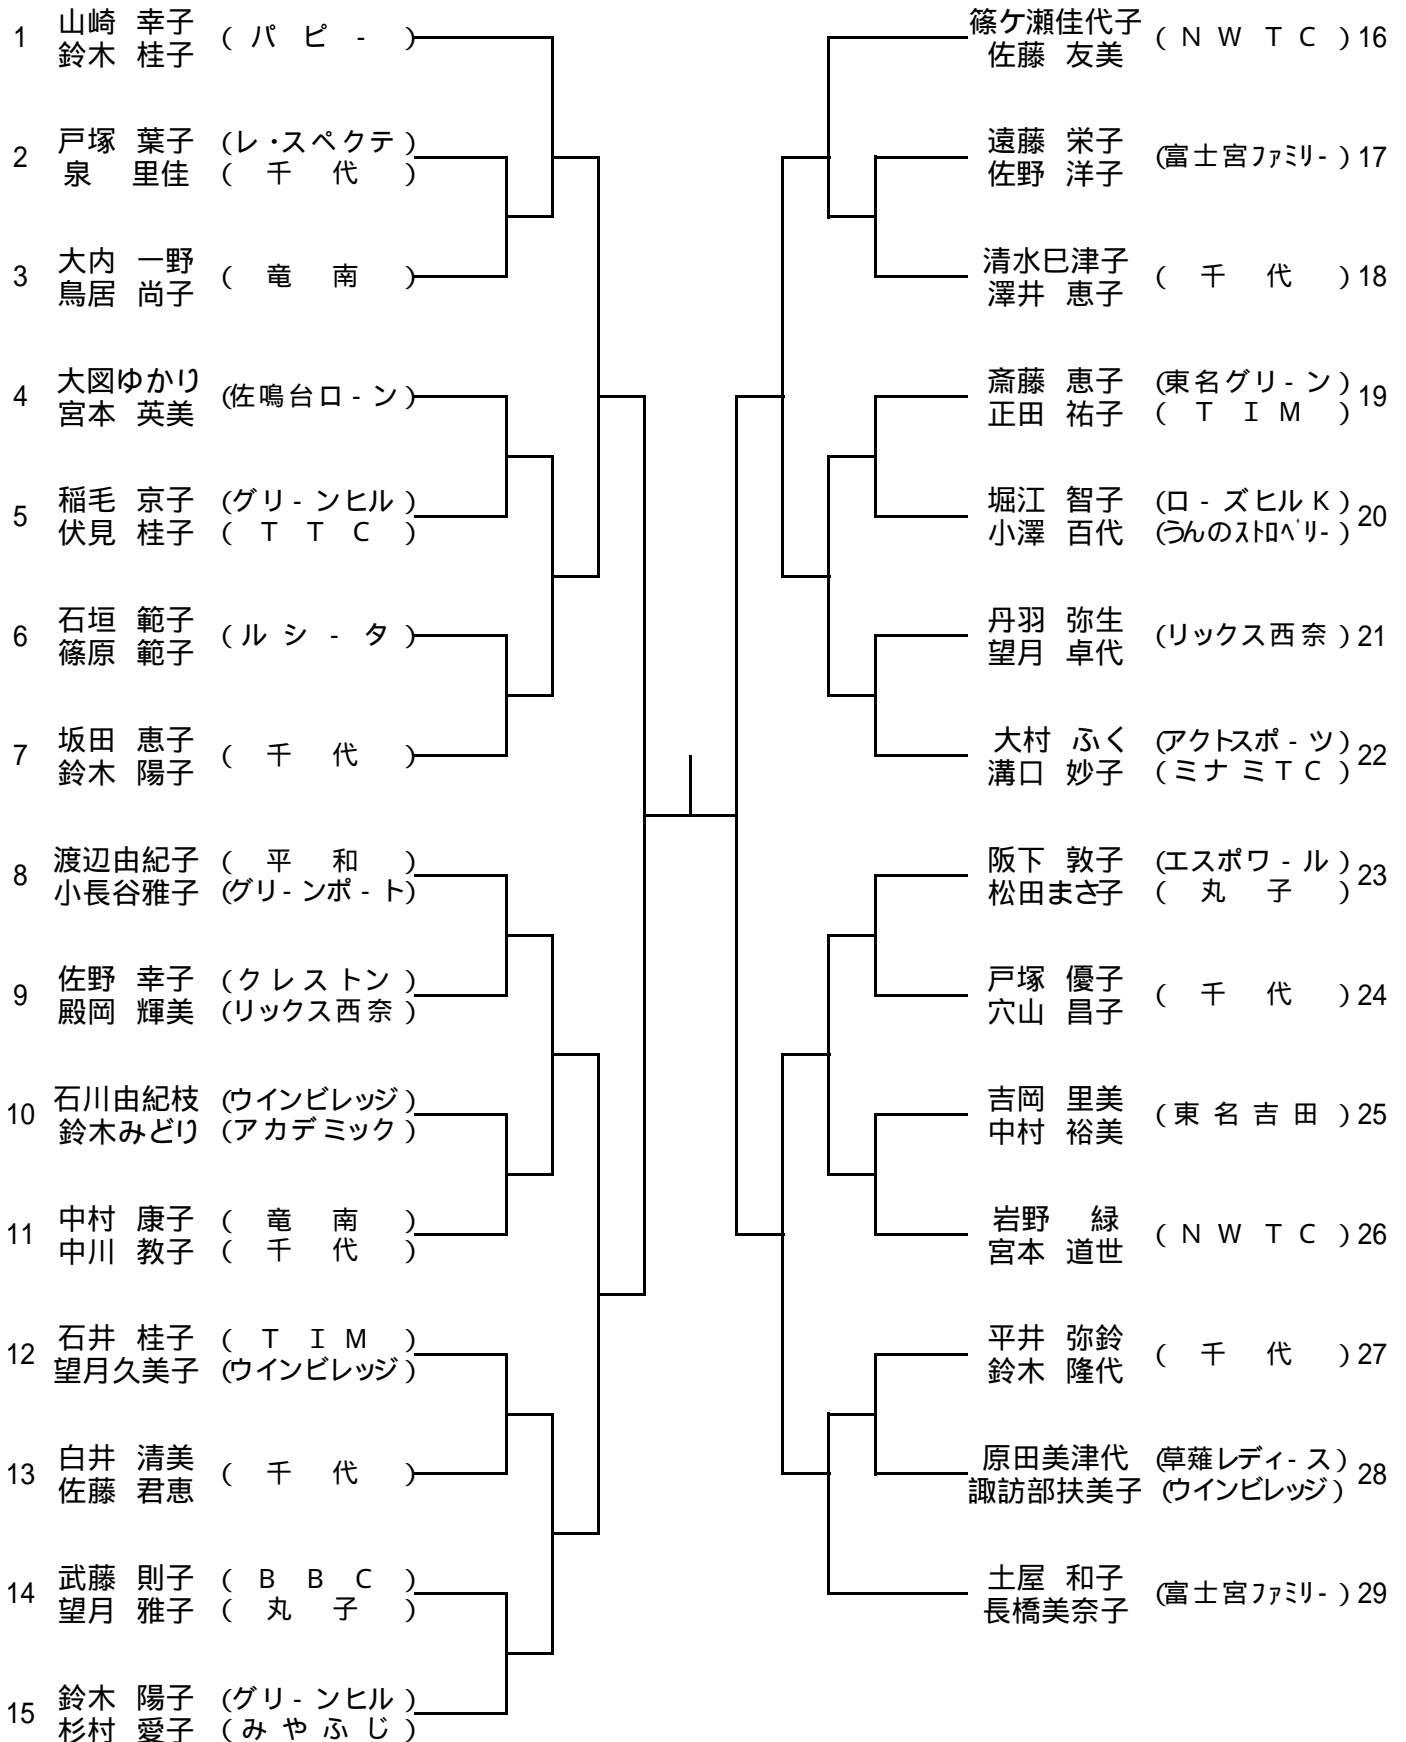 1 山崎 幸子 ( パ ピ - )
鈴木 桂子
2 戸塚 葉子 (レ・スペクテ)
泉 里佳 ( 千 代 )
3 大内 一野 ( 竜 南 )
鳥居 尚子
4 大図ゆかり (佐鳴台ロ-ン)
宮本 英美
5 稲毛 京子 (グリ-ンヒル)
伏見 桂子 ( T T C )
6 石垣 範子 (ル シ - タ)
篠原 範子
7 坂田 恵子 ( 千 代 )
鈴木 陽子
8 渡辺由紀子 ( 平 和 )
小長谷雅子 (グリ-ンポ-ト)
9 佐野 幸子 (クレストン)
殿岡 輝美 (リックス西奈)
10 石川由紀枝 (ウインビレッジ)
鈴木みどり (アカデミック)
11 中村 康子 ( 竜 南 )
中川 教子 ( 千 代 )
12 石井 桂子 ( T I M )
望月久美子 (ウインビレッジ)
13 白井 清美 ( 千 代 )
佐藤 君恵
14 武藤 則子 ( B B C )
望月 雅子 ( 丸 子 )
15 鈴木 陽子 (グリ-ンヒル)
杉村 愛子 (みやふじ)
篠ケ瀬佳代子 ( N W T C ) 16
佐藤 友美
遠藤 栄子 (富士宮ファミリ-) 17
佐野 洋子
清水巳津子 ( 千 代 ) 18
澤井 恵子
斎藤 恵子 (東名グリ-ン) 19
正田 祐子 ( T I M )
堀江 智子 (ロ-ズヒルK) 20
小澤 百代 (うんのストロベリ-)
丹羽 弥生 (リックス西奈) 21
望月 卓代
大村 ふく (アクトスポ-ツ) 22
溝口 妙子 (ミナミTC)
阪下 敦子 (エスポワ-ル) 23
松田まさ子 ( 丸 子 )
戸塚 優子 ( 千 代 ) 24
穴山 昌子
吉岡 里美 (東名吉田) 25
中村 裕美
岩野 緑 ( N W T C ) 26
宮本 道世
平井 弥鈴 ( 千 代 ) 27
鈴木 隆代
原田美津代 (草薙レディ-ス) 28
諏訪部扶美子 (ウインビレッジ)
土屋 和子 (富士宮ファミリ-) 29
長橋美奈子